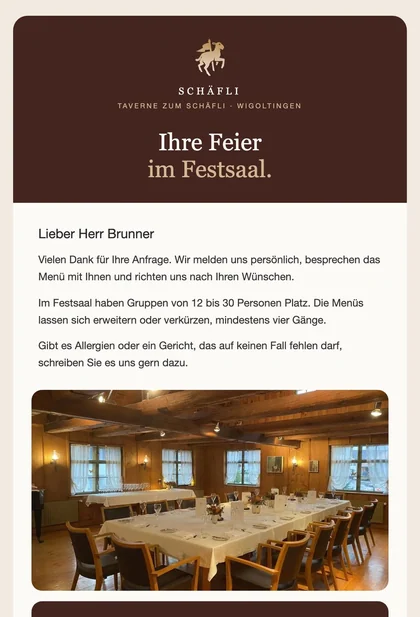 SCHÄFLI
TAVERNE ZUM SCHÄFLI · WIGOLTINGEN
Ihre Feier
im Festsaal.
Lieber Herr Brunner
Vielen Dank für Ihre Anfrage. Wir melden uns persönlich, besprechen das
Menü mit Ihnen und richten uns nach Ihren Wünschen.
Im Festsaal haben Gruppen von 12 bis 30 Personen Platz. Die Menüs
lassen sich erweitern oder verkürzen, mindestens vier Gänge.
Gibt es Allergien oder ein Gericht, das auf keinen Fall fehlen darf,
schreiben Sie es uns gern dazu.